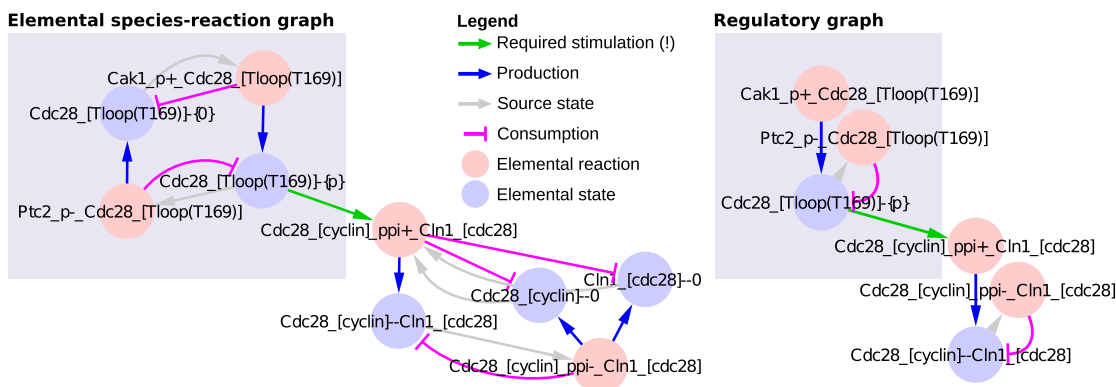 Elemental species-reaction graph
Cak1_p+_Cdc28_[Tloop(T169)]
Cdc28_[Tloop(T169)]-{0}
Cdc28_[Tloop(T169)]-{p}
Ptc2_p-_Cdc28_[Tloop(T169)]
Cdc28_[cyclin]_ppi+_Cln1_[cdc28]
Cln1_[cdc28]--0
Cdc28_[cyclin]--0
Cdc28_[cyclin]--Cln1_[cdc28]
Cdc28_[cyclin]_ppi-_Cln1_[cdc28]
Legend
Required stimulation (!)
Production
Source state
Consumption
Elemental reaction
Elemental state
Regulatory graph
Cak1_p+_Cdc28_[Tloop(T169)]
Ptc2_p-_Cdc28_[Tloop(T169)]
Cdc28_[Tloop(T169)]-{p}
Cdc28_[cyclin]_ppi+_Cln1_[cdc28]
Cdc28_[cyclin]_ppi-_Cln1_[cdc28]
Cdc28_[cyclin]--Cln1_[cdc28]